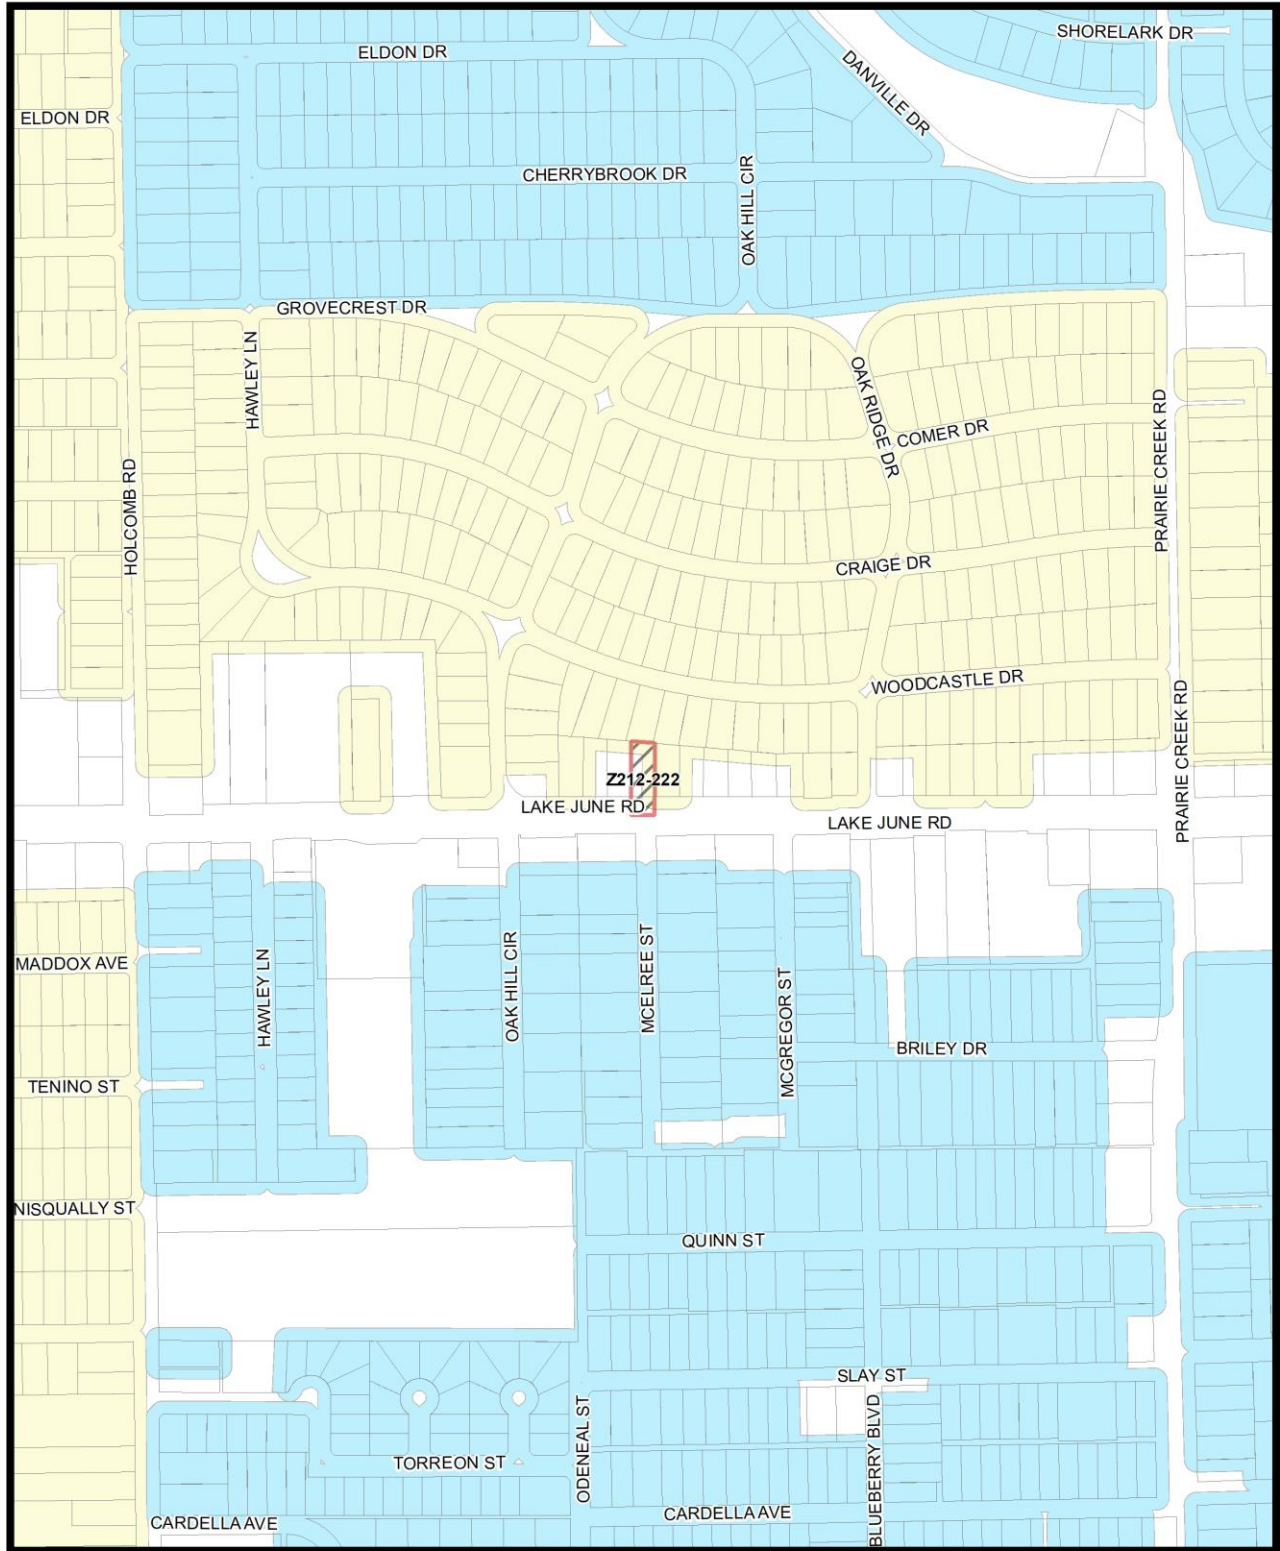 SHORELARK DR
ELDON DR
DANVILLE DR
ELDON DR
CHERRYBROOK DR
OAK HILL CIR
GROVECREST DR
HAWLEY LN
OAK RIDGE DR
COMER DR
PRAIRIE CREEK RD
HOLCOMB RD
CRAIGE DR
WOODCASTLE DR
PRAIRIE CREEK RD
Z212-222
LAKE JUNE RD
LAKE JUNE RD
MADDOX AVE
HAWLEY LN
OAK HILL CIR
MCELREE ST
MCGREGOR ST
BRILEY DR
TENINO ST
NISQUALLY ST
QUINN ST
SLAY ST
ODENEAL ST
BLUEBERRY BLVD
TORREON ST
CARDELLA AVE
CARDELLA AVE